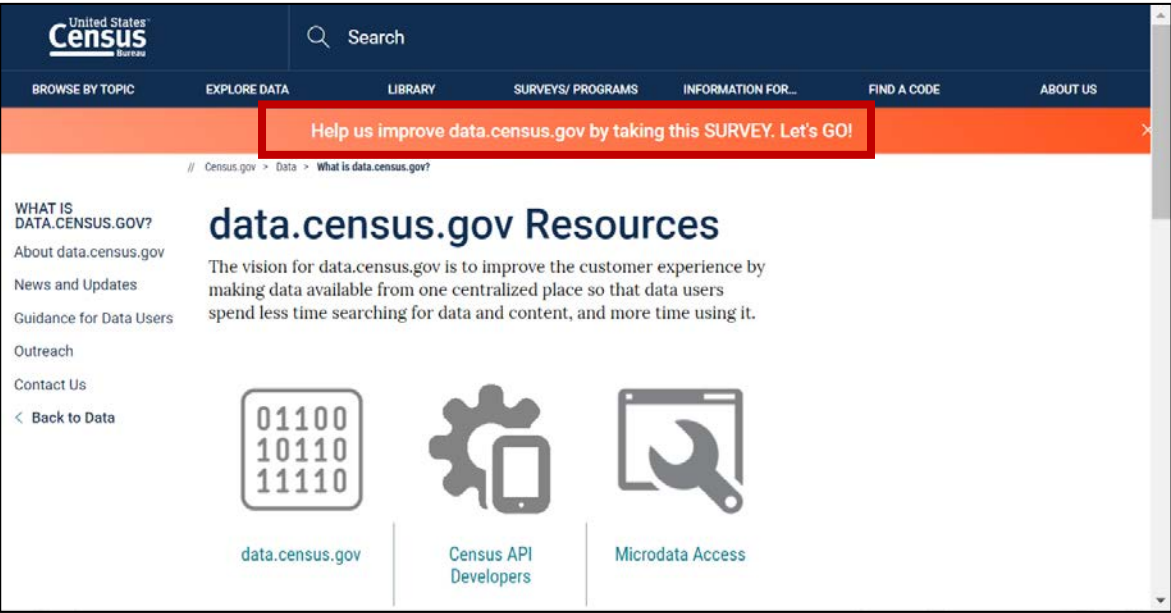 United States™
Census
Bureau
Search
BROWSE BY TOPIC EXPLORE DATA LIBRARY SURVEYS/ PROGRAMS INFORMATION FOR... FIND A CODE ABOUT US
Help us improve data.census.gov by taking this SURVEY. Let's GO!
// Census.gov > Data > What is data.census.gov?
WHAT IS
DATA.CENSUS.GOV?
About data.census.gov
News and Updates
Guidance for Data Users
Outreach
Contact Us
< Back to Data
data.census.gov Resources
The vision for data.census.gov is to improve the customer experience by
making data available from one centralized place so that data users
spend less time searching for data and content, and more time using it.
01100
10110
11110
data.census.gov
Census API
Developers
Microdata Access